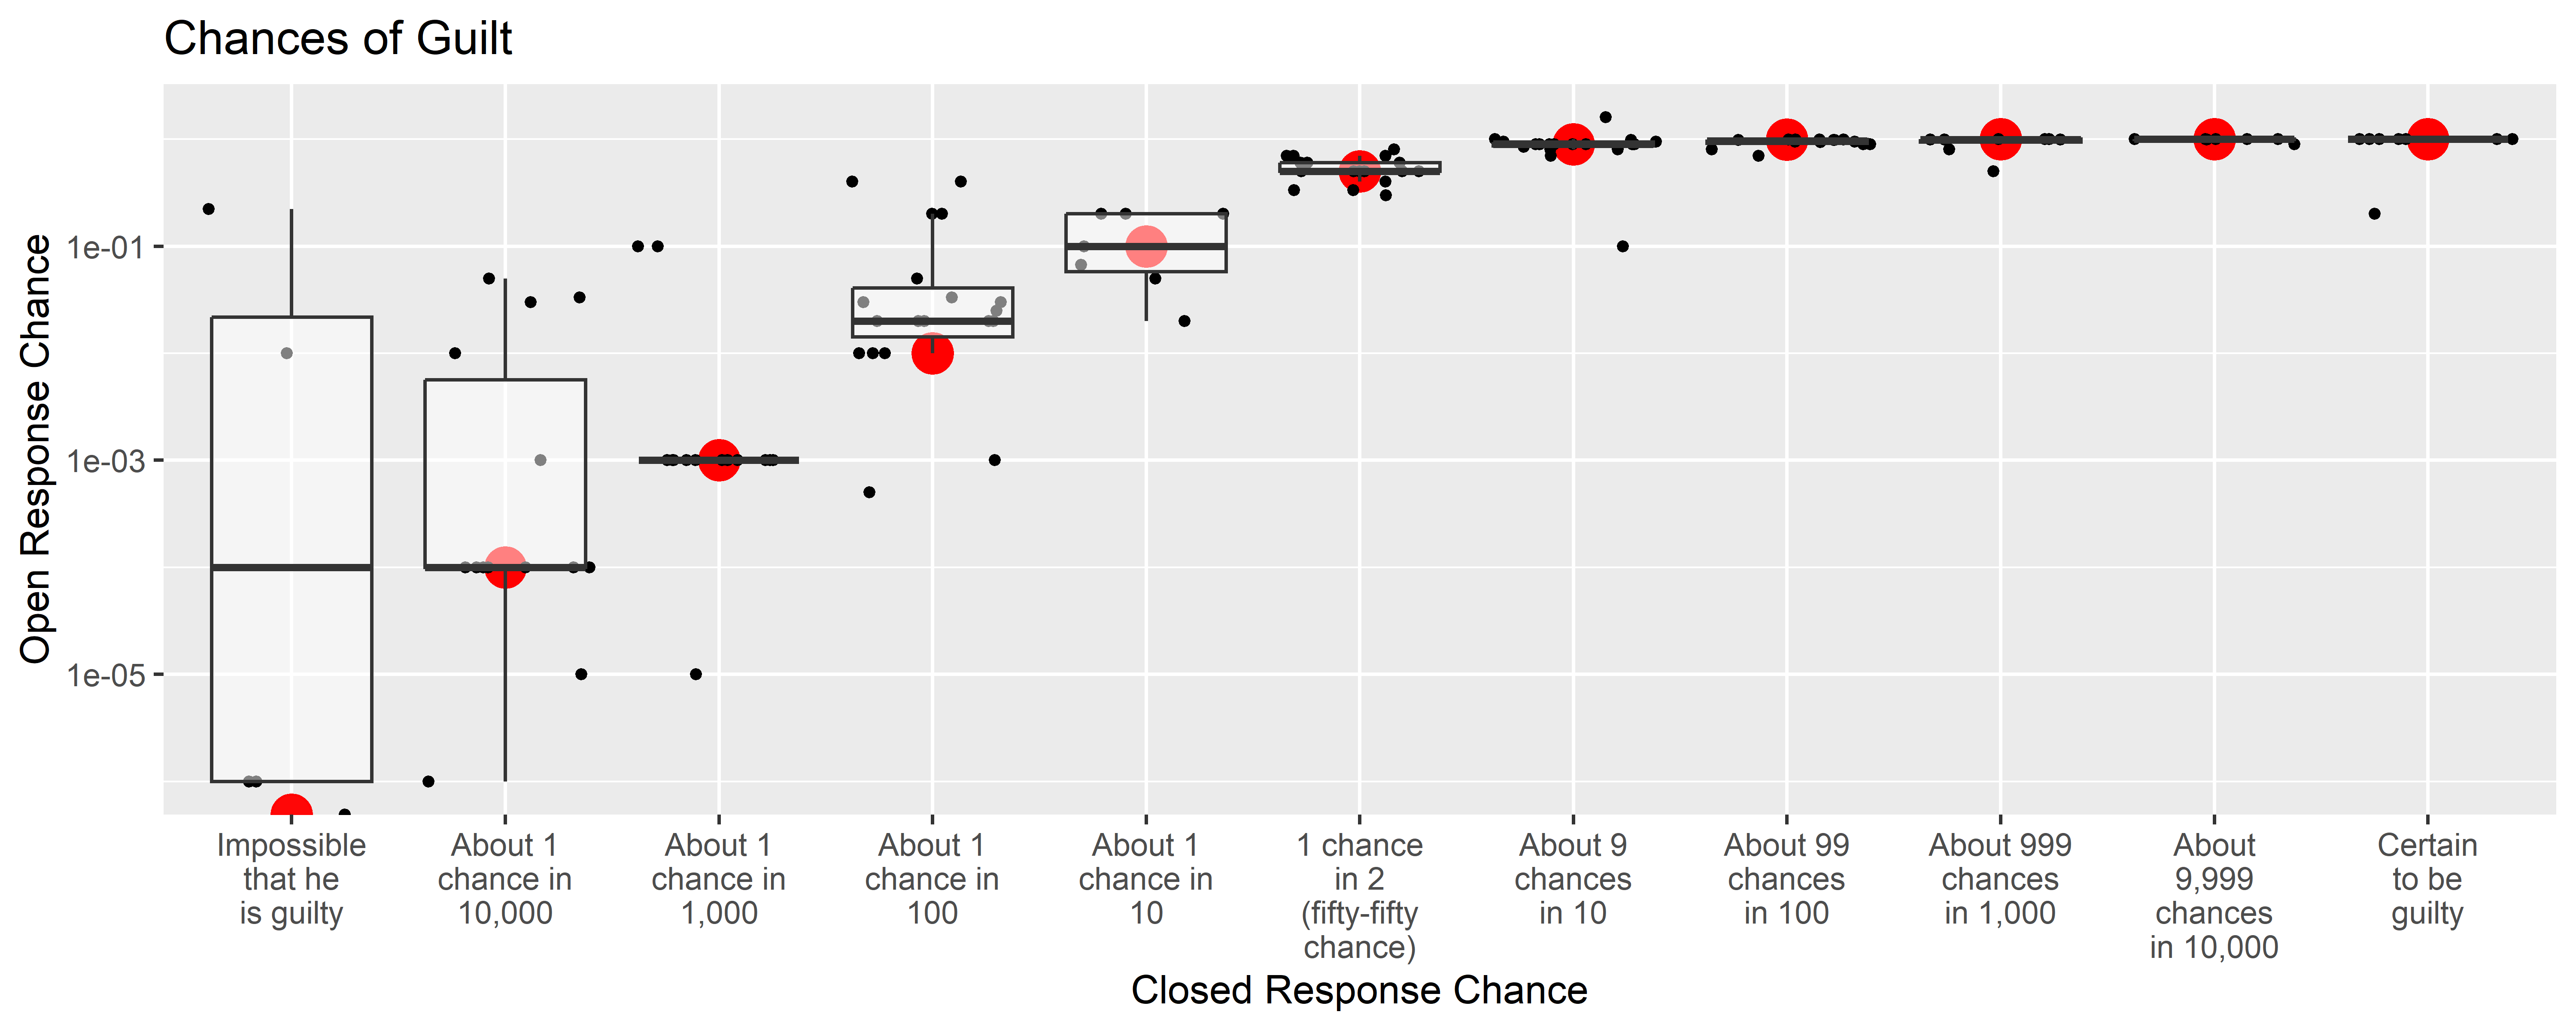 Chances of Guilt
Open Response Chance
1e-01
1e-03
1e-05
Impossible
that he
is guilty
About 1
chance in
10,000
About 1
chance in
1,000
About 1
chance in
100
About 1
chance in
10
1 chance
in 2
(fifty-fifty
chance)
About 9
chances
in 10
About 99
chances
in 100
About 999
chances
in 1,000
About
9,999
chances
in 10,000
Certain
to be
guilty
Closed Response Chance